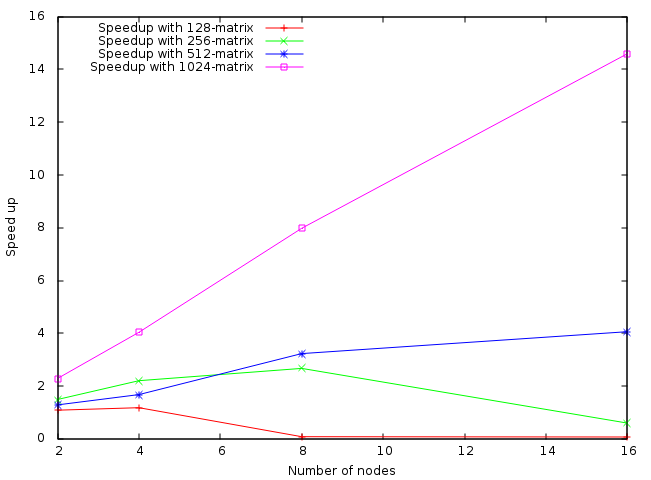 Speedup with 128-matrix
Speedup with 256-matrix
Speedup with 512-matrix
Speedup with 1024-matrix
16
14
12
10
8
6
4
2
0
Speed up
2 4 6 8 10 12 14 16
Number of nodes